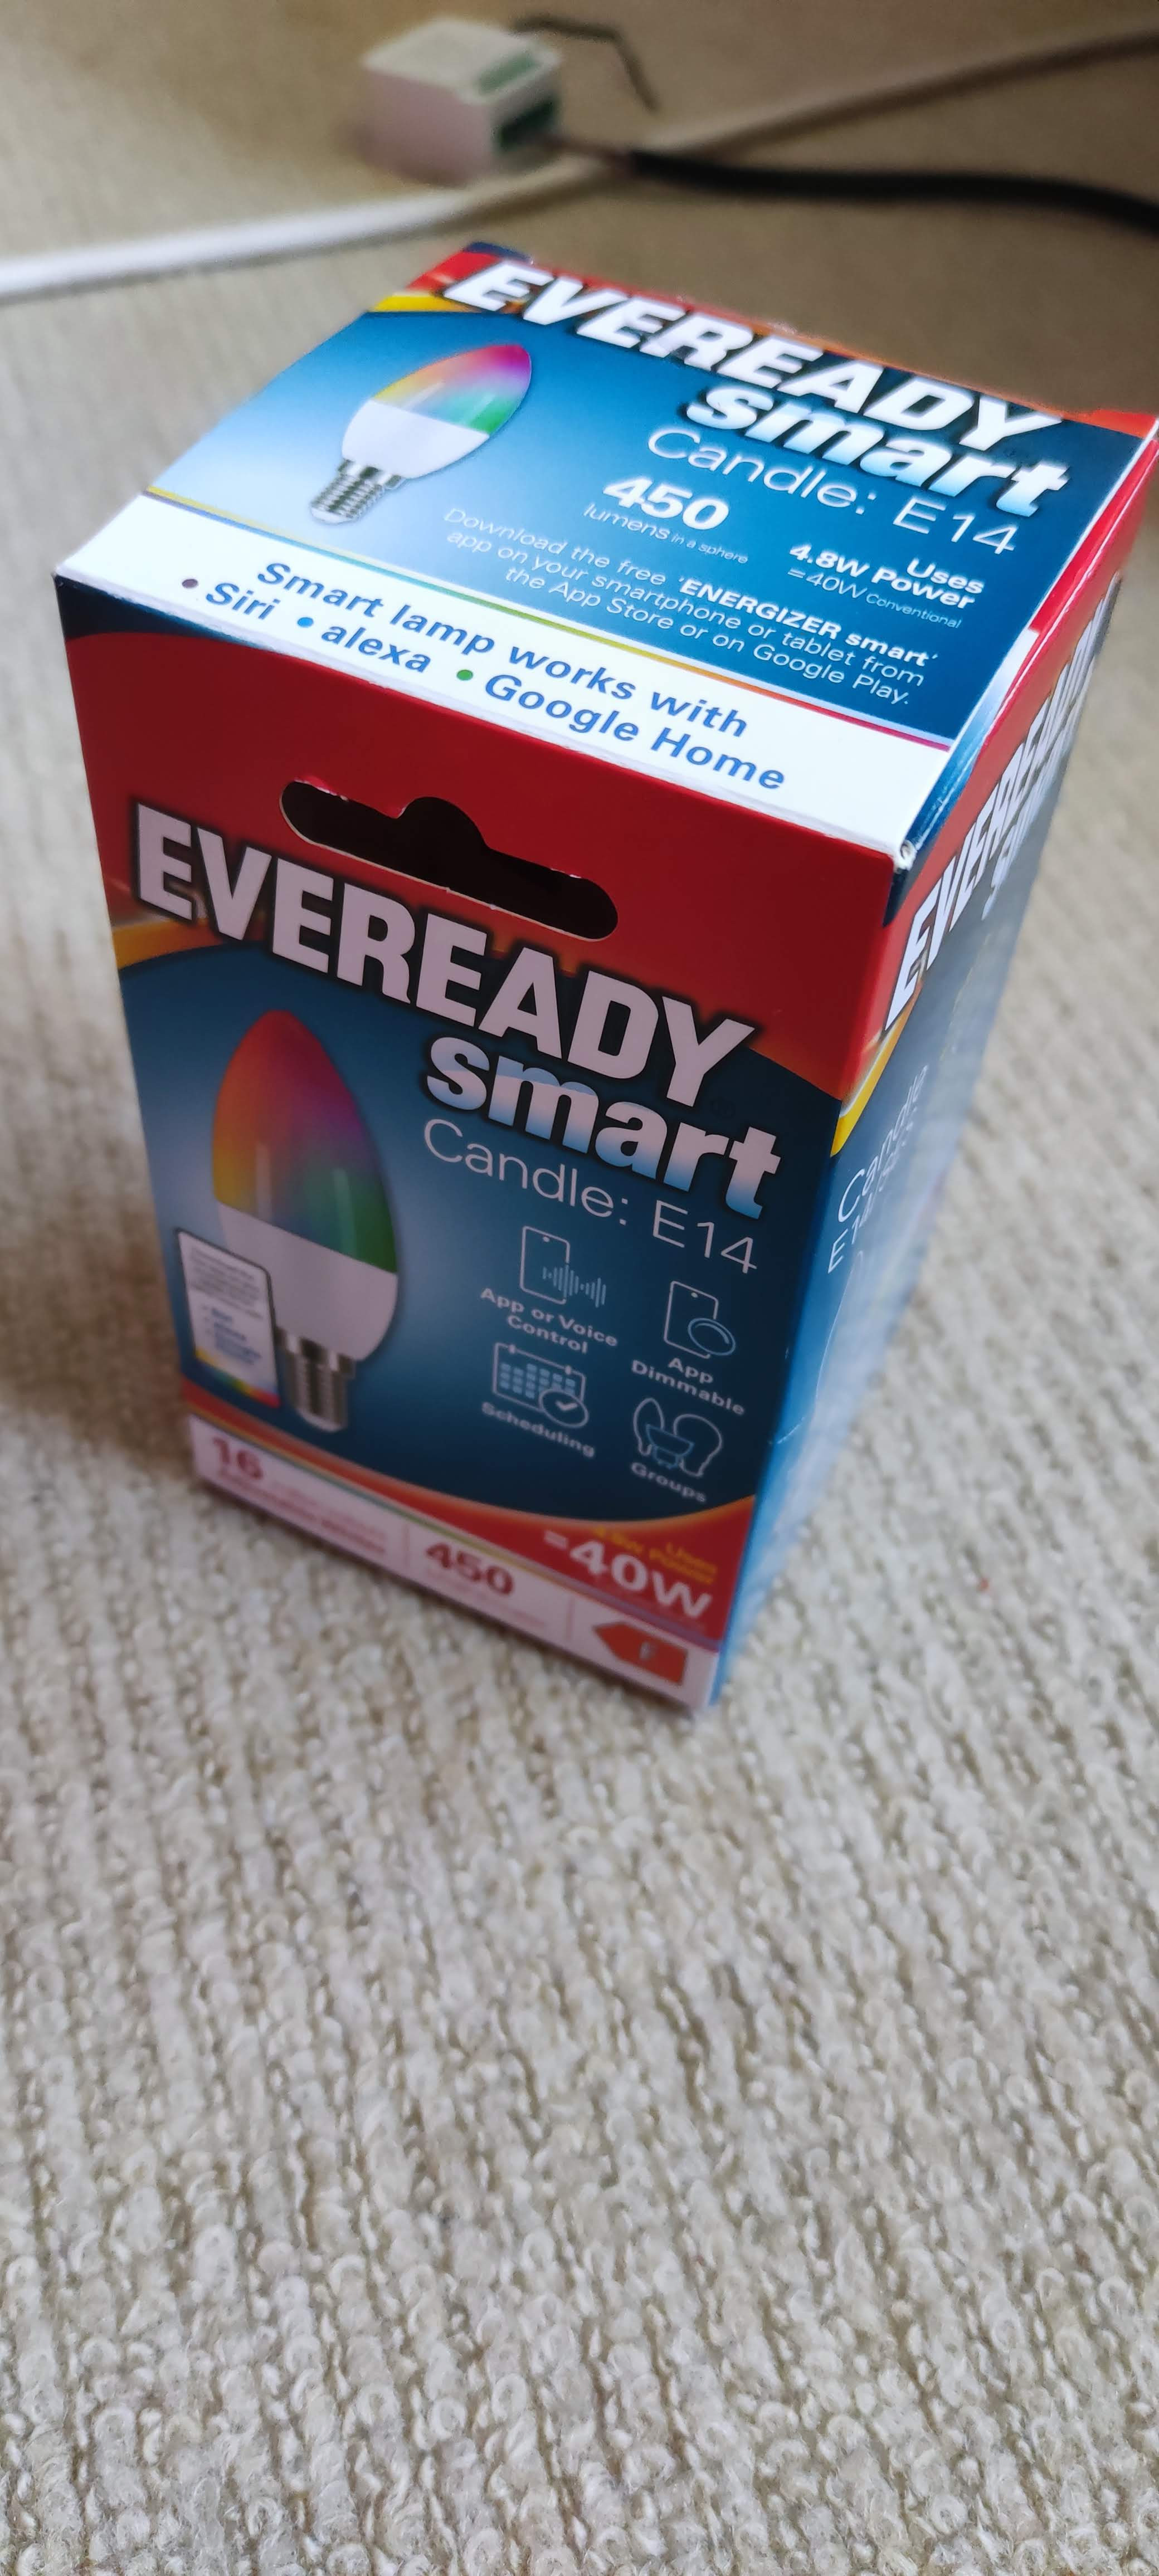 EVEREADY
smart
Candle: E14
450
lumens in a sphere
Uses
4.8W Power
=40W Conventional
Download the free 'ENERGIZER smart'
app on your smartphone or tablet from
the App Store or on Google Play.
Smart lamp works with
• Siri • alexa • Google Home
EVEREADY
smart
Candle: E14
App or Voice
Control
App
Dimmable
Scheduling
Groups
16
450
Uses
=40W
F
EVEREADY
Candle
E14